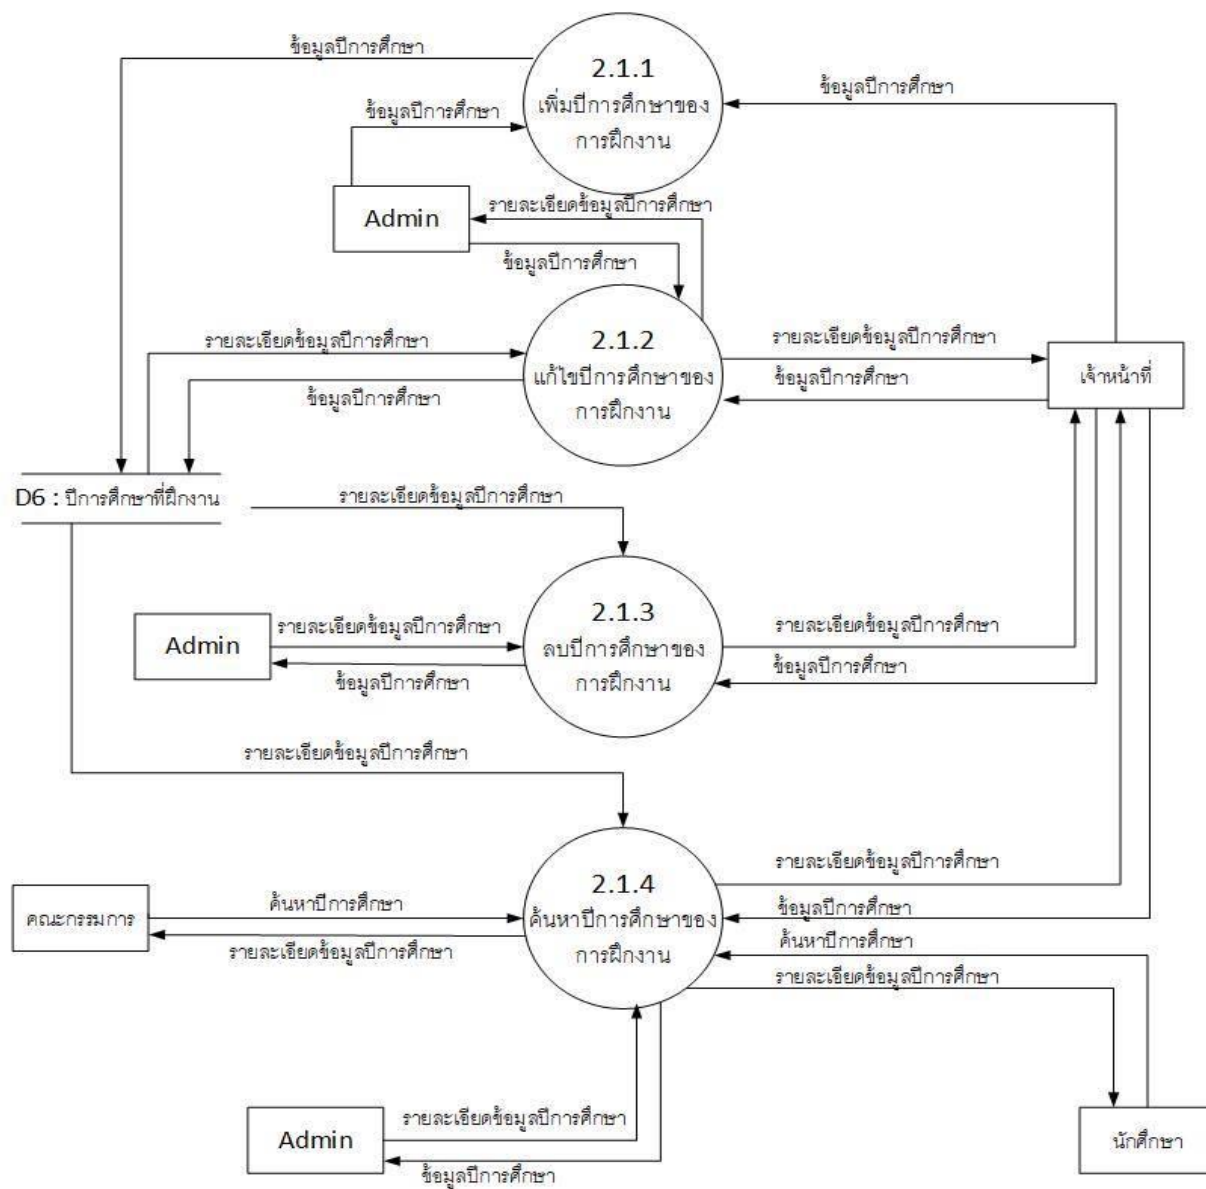 ข้อมูลปีการศึกษา
2.1.1
เพิ่มปีการศึกษาของ
การฝึกงาน
ข้อมูลปีการศึกษา
ข้อมูลปีการศึกษา
Admin
รายละเอียดข้อมูลปีการศึกษา
ข้อมูลปีการศึกษา
รายละเอียดข้อมูลปีการศึกษา
2.1.2
แก้ไขปีการศึกษาของ
การฝึกงาน
รายละเอียดข้อมูลปีการศึกษา
เจ้าหน้าที่
ข้อมูลปีการศึกษา
ข้อมูลปีการศึกษา
D6 : ปีการศึกษาที่ฝึกงาน
รายละเอียดข้อมูลปีการศึกษา
2.1.3
ลบปีการศึกษาของ
การฝึกงาน
Admin
รายละเอียดข้อมูลปีการศึกษา
รายละเอียดข้อมูลปีการศึกษา
ข้อมูลปีการศึกษา
ข้อมูลปีการศึกษา
รายละเอียดข้อมูลปีการศึกษา
2.1.4
ค้นหาปีการศึกษาของ
การฝึกงาน
รายละเอียดข้อมูลปีการศึกษา
คณะกรรมการ
ค้นหาปีการศึกษา
ข้อมูลปีการศึกษา
รายละเอียดข้อมูลปีการศึกษา
ค้นหาปีการศึกษา
รายละเอียดข้อมูลปีการศึกษา
Admin
รายละเอียดข้อมูลปีการศึกษา
นักศึกษา
ข้อมูลปีการศึกษา